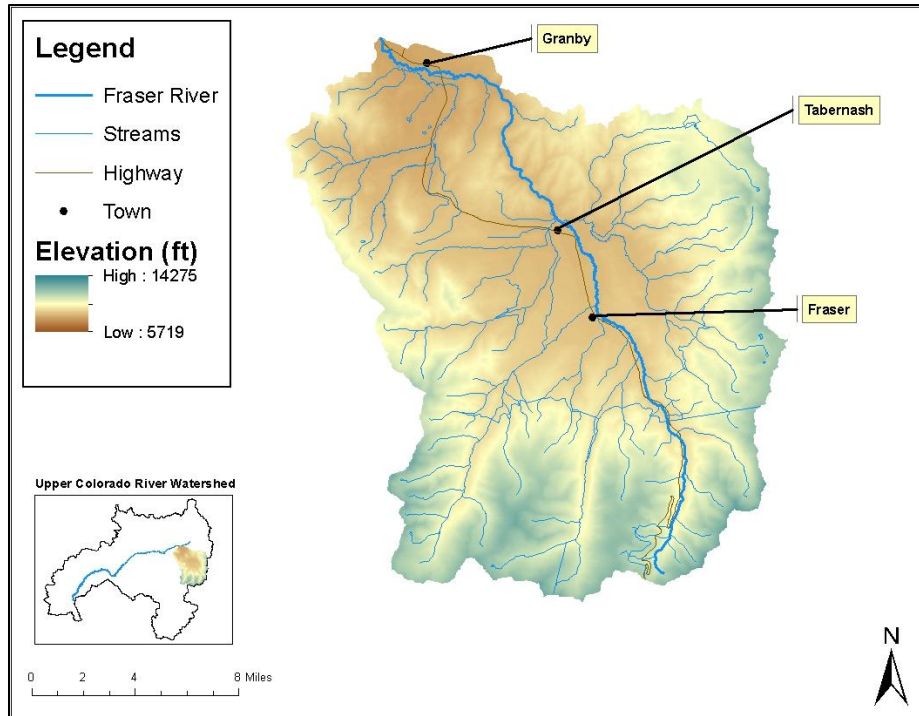 Legend
Fraser River
Streams
Highway
Town
Elevation (ft)
High : 14275
Low : 5719
Granby
Tabernash
Fraser
Upper Colorado River Watershed
0 2 4 8 Miles
N